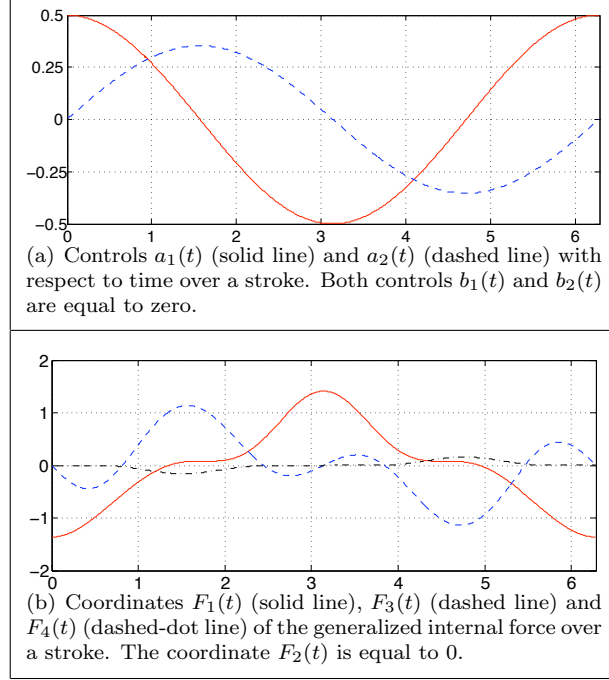 0.5
0.25
0
−0.25
−0.5
0 1 2 3 4 5 6
(a) Controls a₁(t) (solid line) and a₂(t) (dashed line) with
respect to time over a stroke. Both controls b₁(t) and b₂(t)
are equal to zero.
2
1
0
−1
−2
0 1 2 3 4 5 6
(b) Coordinates F₁(t) (solid line), F₃(t) (dashed line) and
F₄(t) (dashed-dot line) of the generalized internal force over
a stroke. The coordinate F₂(t) is equal to 0.